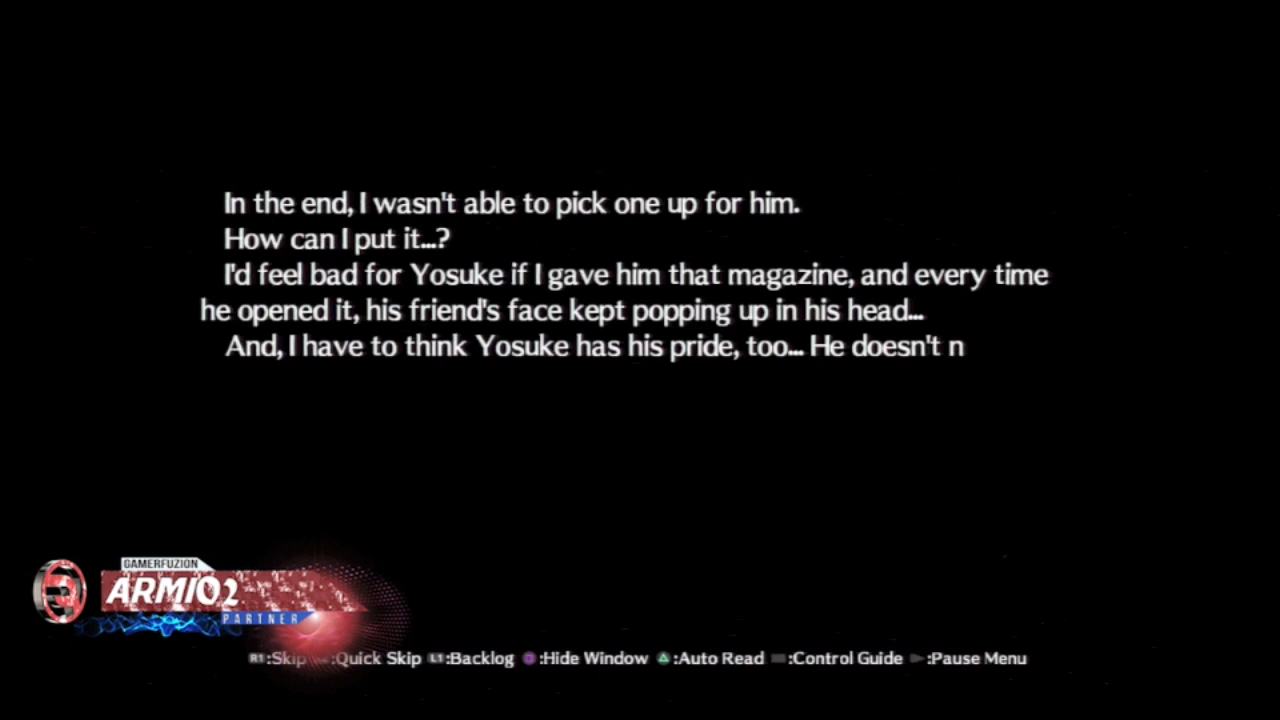 In the end, I wasn't able to pick one up for him.
How can I put it...?
I'd feel bad for Yosuke if I gave him that magazine, and every time
he opened it, his friend's face kept popping up in his head...
And, I have to think Yosuke has his pride, too... He doesn't n
GAMERFUZION
ARMIO2
PARTNER
R1:Skip :Quick Skip L1:Backlog :Hide Window :Auto Read :Control Guide :Pause Menu